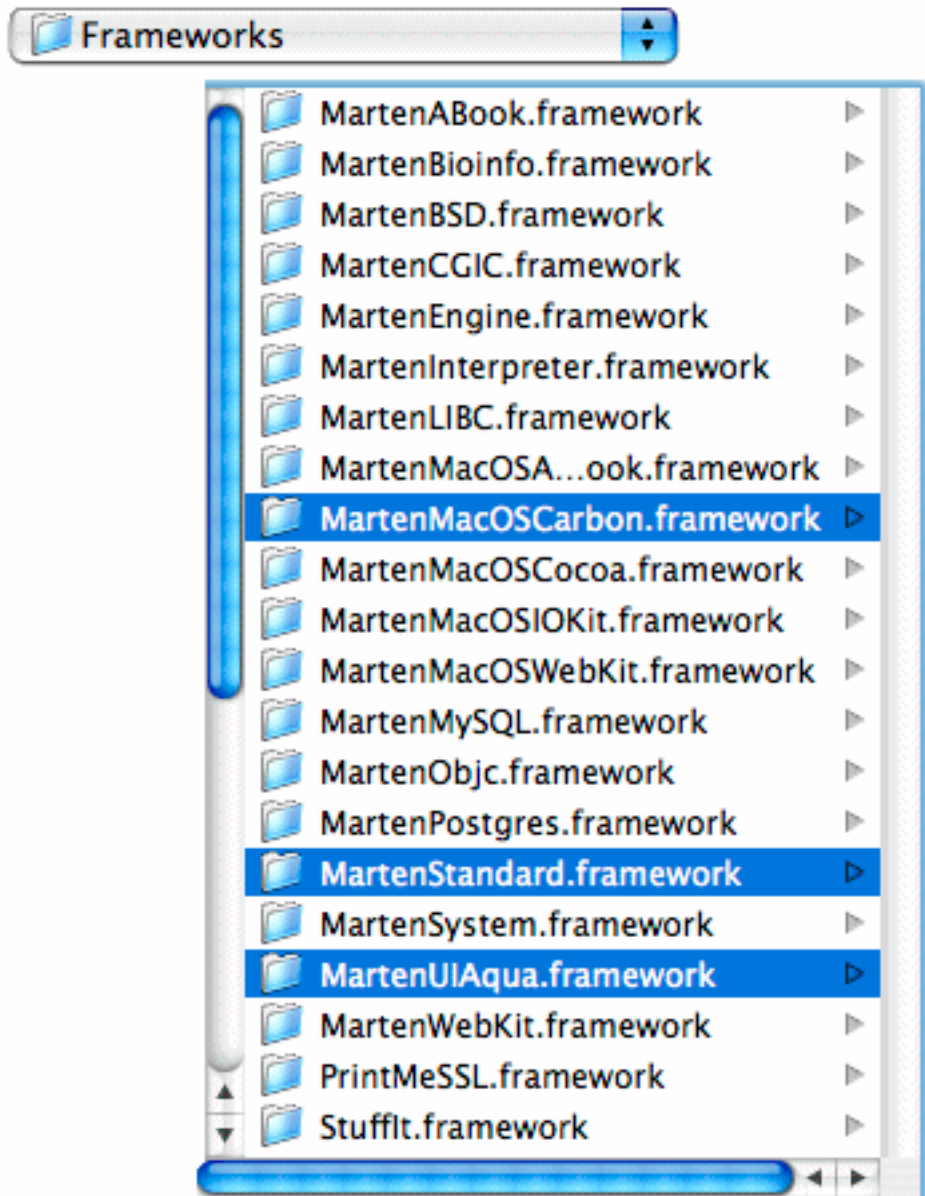 Frameworks
MartenABook.framework
MartenBioinfo.framework
MartenBSD.framework
MartenCGIC.framework
MartenEngine.framework
MartenInterpreter.framework
MartenLIBC.framework
MartenMacOSA...ook.framework
MartenMacOSCarbon.framework
MartenMacOSCocoa.framework
MartenMacOSIOKit.framework
MartenMacOSWebKit.framework
MartenMySQL.framework
MartenObjc.framework
MartenPostgres.framework
MartenStandard.framework
MartenSystem.framework
MartenUIAqua.framework
MartenWebKit.framework
PrintMeSSL.framework
StuffIt.framework